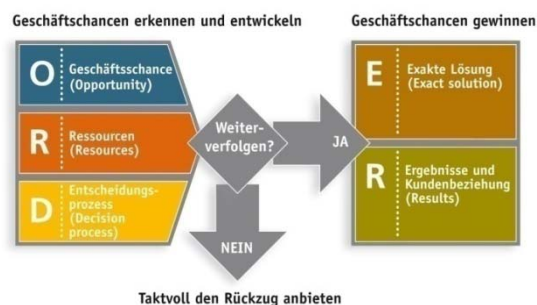 Geschäftschancen erkennen und entwickeln
Geschäftschancen gewinnen
O
Geschäftsschance
(Opportunity)
R
Ressourcen
(Resources)
D
Entscheidungs-
prozess
(Decision
process)
Weiter-
verfolgen?
JA
NEIN
E
Exakte Lösung
(Exact solution)
R
Ergebnisse und
Kundenbeziehung
(Results)
Taktvoll den Rückzug anbieten